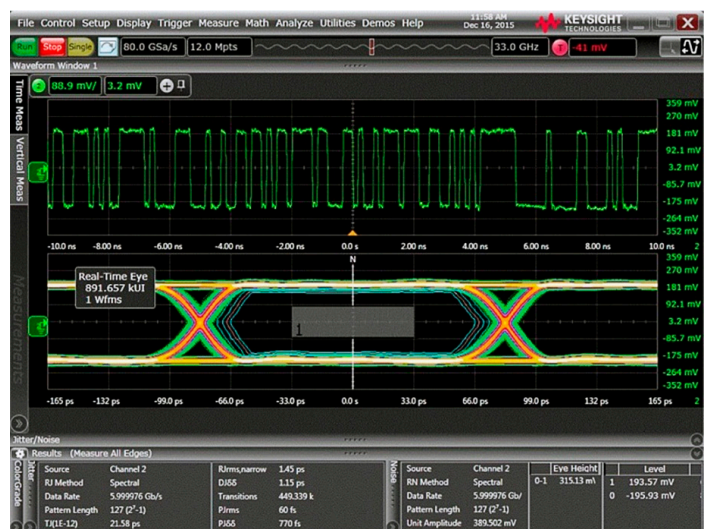 File Control Setup Display Trigger Measure Math Analyze Utilities Demos Help
11:58 AM
Dec 16, 2015
KEYSIGHT
TECHNOLOGIES
Run Stop Single 80.0 GSa/s 12.0 Mpts 33.0 GHz T -41 mV
Waveform Window 1
Time Meas
Vertical Meas
Measurements
88.9 mV/ 3.2 mV
359 mV
270 mV
181 mV
92.1 mV
3.2 mV
-85.7 mV
-175 mV
-264 mV
-352 mV
-10.0 ns -8.00 ns -6.00 ns -4.00 ns -2.00 ns 0.0 s 2.00 ns 4.00 ns 6.00 ns 8.00 ns 10.0 ns 2
N
Real-Time Eye
891.657 kUI
1 Wfms
1
359 mV
270 mV
181 mV
92.1 mV
3.2 mV
-85.7 mV
-175 mV
-264 mV
-352 mV
-165 ps -132 ps -99.0 ps -66.0 ps -33.0 ps 0.0 s 33.0 ps 66.0 ps 99.0 ps 132 ps 165 ps 2
Jitter/Noise
Results (Measure All Edges)
ColorGrade
Jitter
Source Channel 2 RJrms,narrow 1.45 ps
RJ Method Spectral DJδδ 1.15 ps
Data Rate 5.999976 Gb/s Transitions 449.339 k
Pattern Length 127 (2⁷-1) PJrms 60 fs
TJ(1E-12) 21.58 ps PJδδ 770 fs
Noise
Source Channel 2 Eye Height Level
RN Method Spectral 0-1 315.13 m\ 1 193.57 mV
Data Rate 5.999976 Gb/ 0 -195.93 mV
Pattern Length 127 (2⁷-1)
Unit Amplitude 389.502 mV